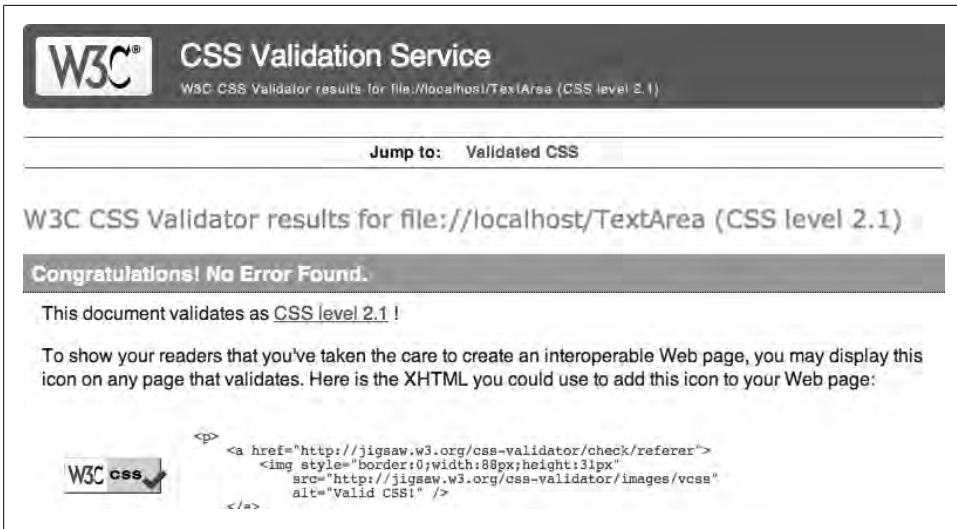 W3C® CSS Validation Service
W3C CSS Validator results for file://localhost/TextArea (CSS level 2.1)
Jump to: Validated CSS
W3C CSS Validator results for file://localhost/TextArea (CSS level 2.1)
Congratulations! No Error Found.
This document validates as CSS level 2.1 !
To show your readers that you've taken the care to create an interoperable Web page, you may display this
icon on any page that validates. Here is the XHTML you could use to add this icon to your Web page:
<p>
<a href="http://jigsaw.w3.org/css-validator/check/referer">
<img style="border:0;width:88px;height:31px"
src="http://jigsaw.w3.org/css-validator/images/vcss"
alt="Valid CSS!" />
</a>
W3C css